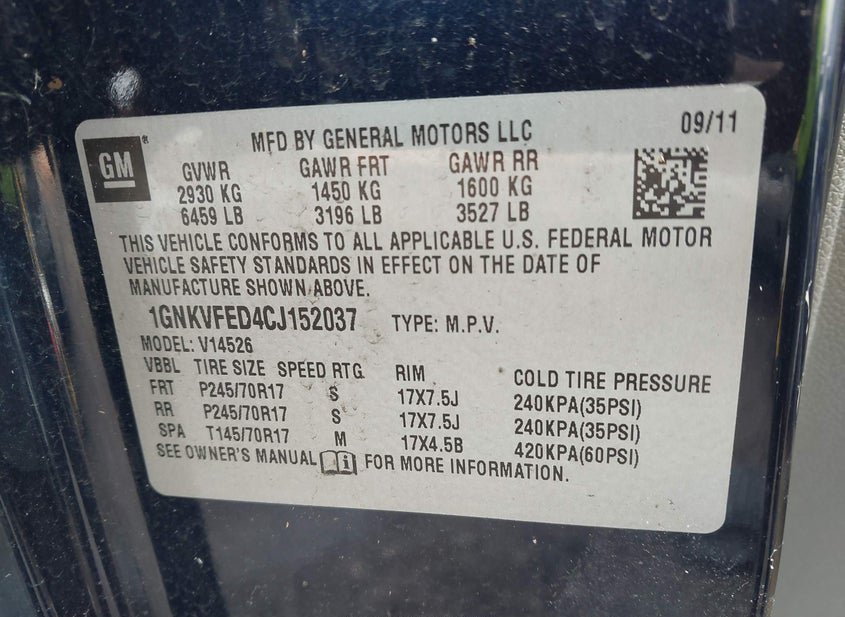 GM
MFD BY GENERAL MOTORS LLC 09/11
GVWR GAWR FRT GAWR RR
2930 KG 1450 KG 1600 KG
6459 LB 3196 LB 3527 LB
THIS VEHICLE CONFORMS TO ALL APPLICABLE U.S. FEDERAL MOTOR
VEHICLE SAFETY STANDARDS IN EFFECT ON THE DATE OF
MANUFACTURE SHOWN ABOVE.
1GNKVFED4CJ152037 TYPE: M.P.V.
MODEL: V14526
VBBL TIRE SIZE SPEED RTG RIM COLD TIRE PRESSURE
FRT P245/70R17 S 17X7.5J 240KPA(35PSI)
RR P245/70R17 S 17X7.5J 240KPA(35PSI)
SPA T145/70R17 M 17X4.5B 420KPA(60PSI)
SEE OWNER'S MANUAL FOR MORE INFORMATION.